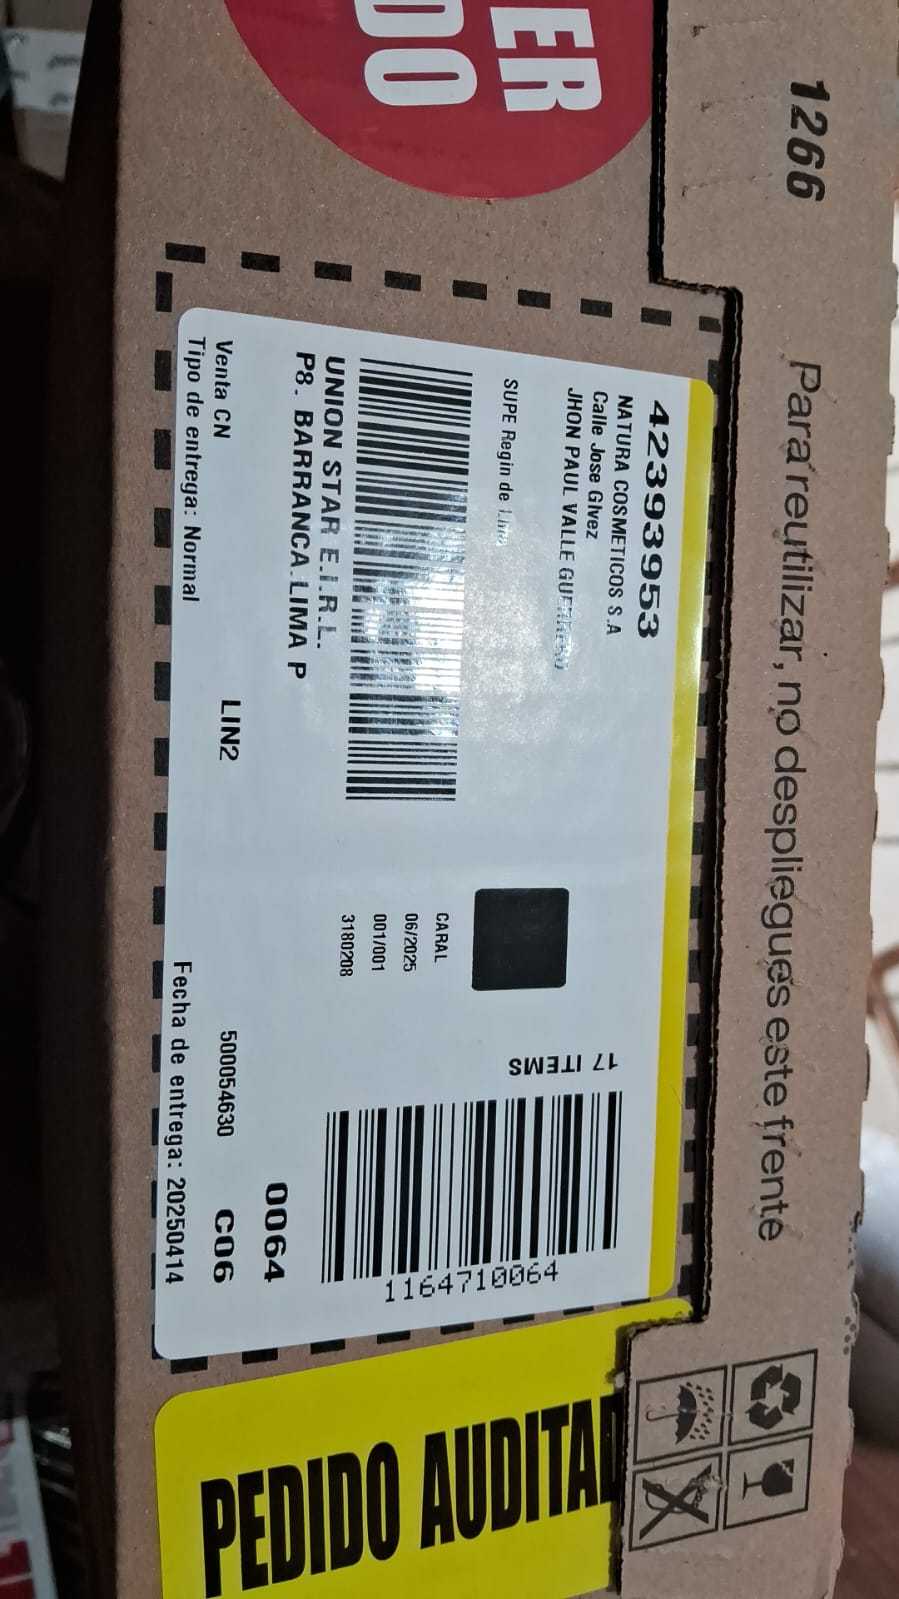 ER
DO
1266
Para reutilizar, no despliegues este frente
42393953
NATURA COSMETICOS S.A
Calle Jose Glvez
JHON PAUL VALLE GUERRERO
SUPE Regin de Lima
UNION STAR E.I.R.L.
P8. BARRANCA.LIMA P
Venta CN
LIN2
Tipo de entrega: Normal
CARAL
06/2025
001/001
3180208
17 ITEMS
1164710064
0064
500054630
C06
Fecha de entrega: 20250414
PEDIDO AUDITAD